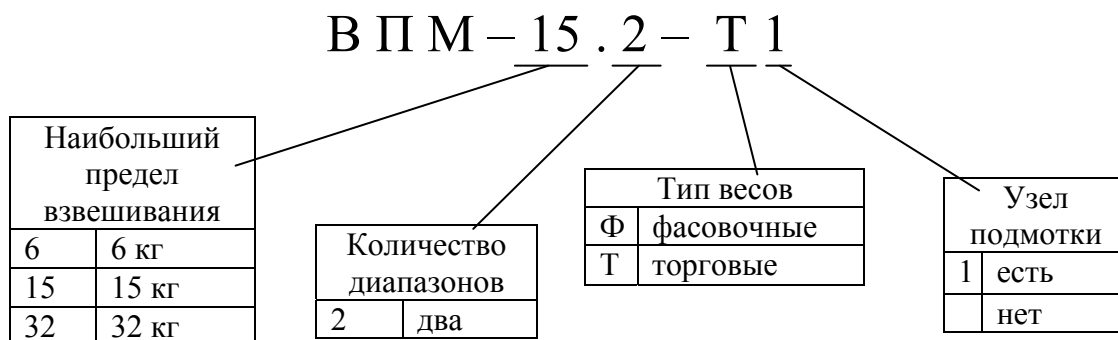 В П М – 15 . 2 – Т 1
Наибольший
предел
взвешивания
6 6 кг
15 15 кг
32 32 кг
Количество
диапазонов
2 два
Тип весов
Ф фасовочные
Т торговые
Узел
подмотки
1 есть
нет